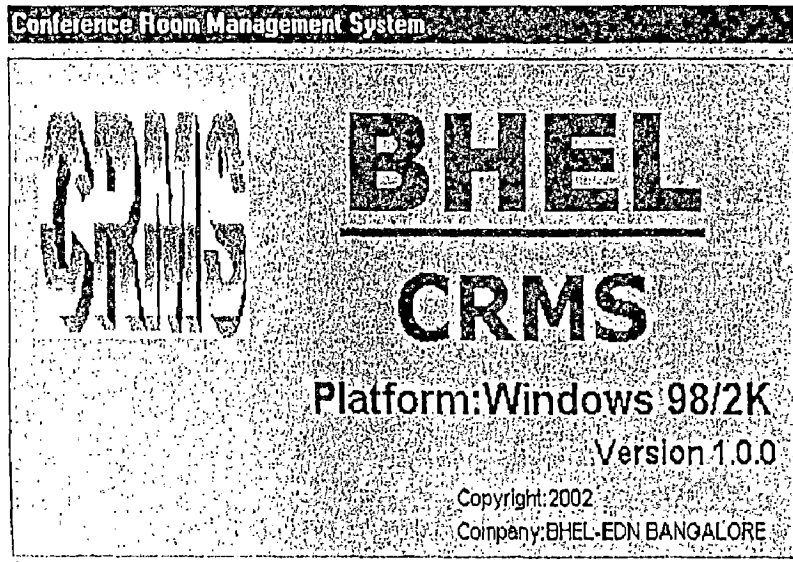 Conference Room Management System
CRMS
BHEL
CRMS
Platform:Windows 98/2K
Version 1.0.0
Copyright:2002
Company:BHEL-EDN BANGALORE